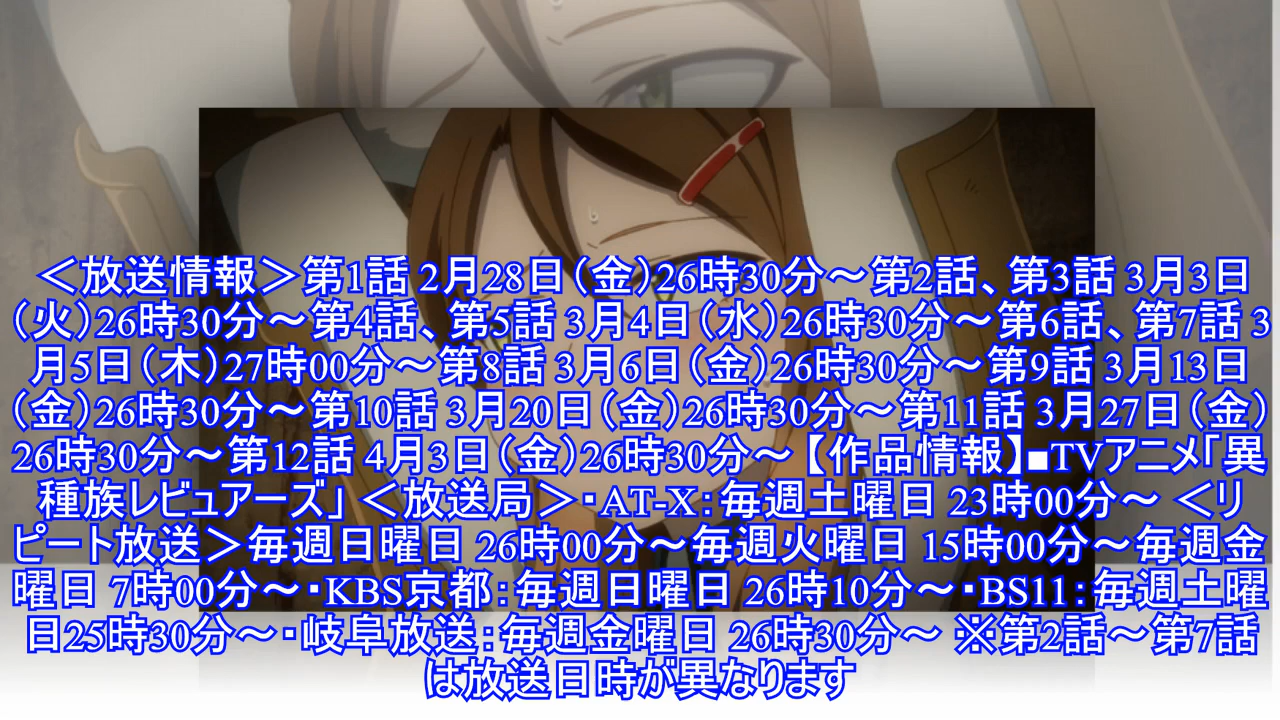 ＜放送情報＞第1話 2月28日（金）26時30分～第2話、第3話 3月3日
（火）26時30分～第4話、第5話 3月4日（水）26時30分～第6話、第7話 3
月5日（木）27時00分～第8話 3月6日（金）26時30分～第9話 3月13日
（金）26時30分～第10話 3月20日（金）26時30分～第11話 3月27日（金）
26時30分～第12話 4月3日（金）26時30分～【作品情報】■TVアニメ「異
種族レビュアーズ」 ＜放送局＞・AT-X：毎週土曜日 23時00分～ ＜リ
ピート放送＞毎週日曜日 26時00分～毎週火曜日 15時00分～毎週金
曜日 7時00分～・KBS京都：毎週日曜日 26時10分～・BS11：毎週土曜
日25時30分～・岐阜放送：毎週金曜日 26時30分～ ※第2話～第7話
は放送日時が異なります